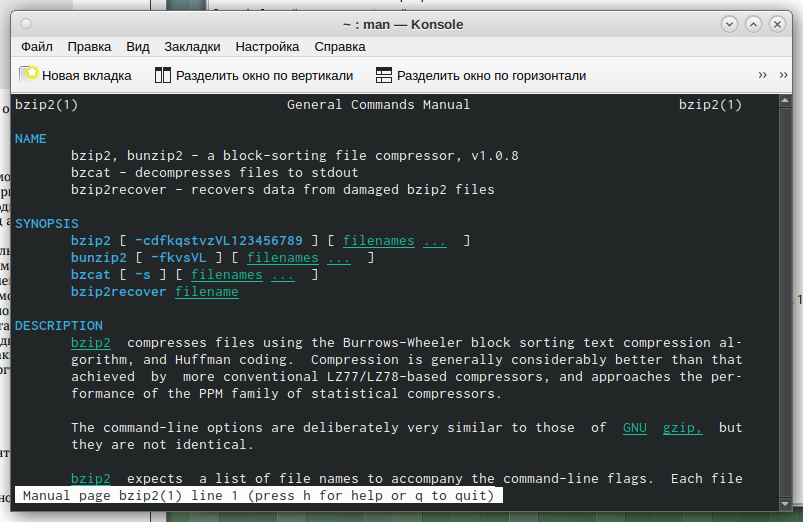 ~ : man — Konsole
Файл Правка Вид Закладки Настройка Справка
Новая вкладка Разделить окно по вертикали Разделить окно по горизонтали
bzip2(1) General Commands Manual bzip2(1)
NAME
bzip2, bunzip2 - a block-sorting file compressor, v1.0.8
bzcat - decompresses files to stdout
bzip2recover - recovers data from damaged bzip2 files
SYNOPSIS
bzip2 [ -cdfkqstvzVL123456789 ] [ filenames ... ]
bunzip2 [ -fkvsVL ] [ filenames ... ]
bzcat [ -s ] [ filenames ... ]
bzip2recover filename
DESCRIPTION
bzip2 compresses files using the Burrows-Wheeler block sorting text compression al-
gorithm, and Huffman coding. Compression is generally considerably better than that
achieved by more conventional LZ77/LZ78-based compressors, and approaches the per-
formance of the PPM family of statistical compressors.
The command-line options are deliberately very similar to those of GNU gzip, but
they are not identical.
bzip2 expects a list of file names to accompany the command-line flags. Each file
Manual page bzip2(1) line 1 (press h for help or q to quit)